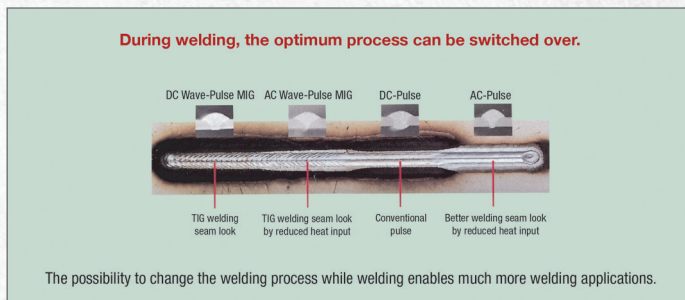 During welding, the optimum process can be switched over.
DC Wave-Pulse MIG AC Wave-Pulse MIG DC-Pulse AC-Pulse
TIG welding
seam look
TIG welding seam look
by reduced heat input
Conventional
pulse
Better welding seam look
by reduced heat input
The possibility to change the welding process while welding enables much more welding applications.